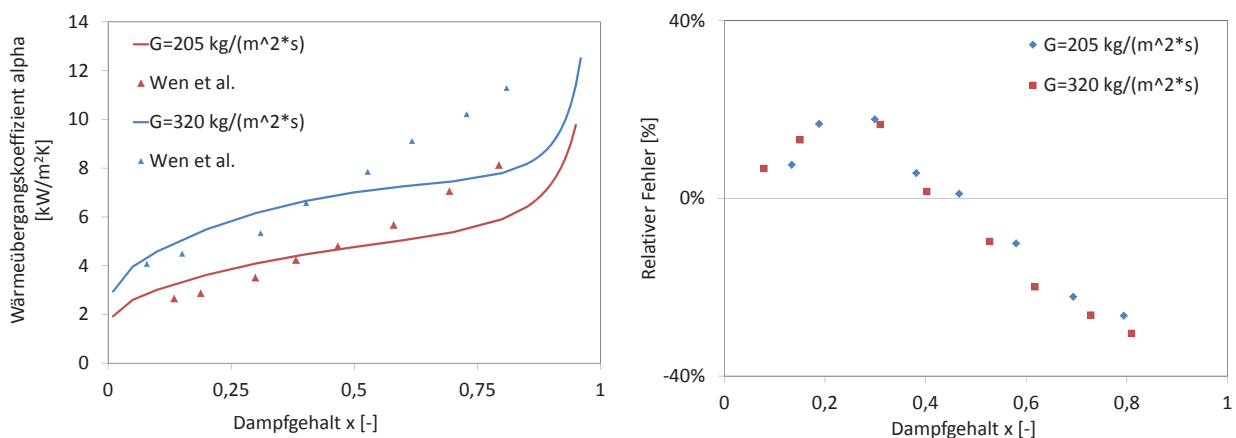 Wärmeübergangskoeffizient alpha
[kW/m²K]
14
12
10
8
6
4
2
0
G=205 kg/(m^2*s)
Wen et al.
G=320 kg/(m^2*s)
Wen et al.
0
0,25
0,5
0,75
1
Dampfgehalt x [-]
Relativer Fehler [%]
40%
0%
-40%
G=205 kg/(m^2*s)
G=320 kg/(m^2*s)
0
0,2
0,4
0,6
0,8
1
Dampfgehalt x [-]